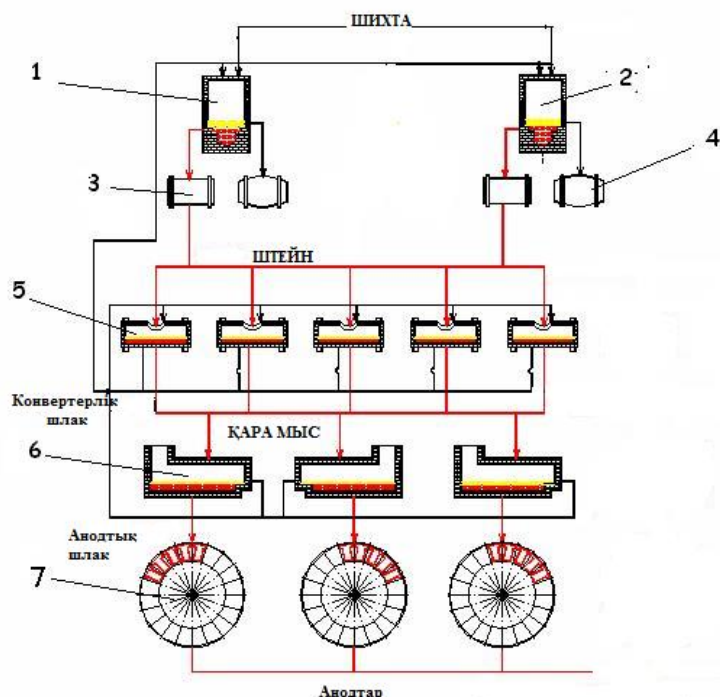 ШИХТА
1
2
3
4
ШТЕЙН
5
Конвертерлік
шлак
ҚАРА МЫС
6
Анодтық
шлак
7
Анодтар